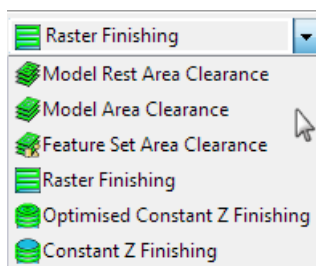 Raster Finishing
Model Rest Area Clearance
Model Area Clearance
Feature Set Area Clearance
Raster Finishing
Optimised Constant Z Finishing
Constant Z Finishing